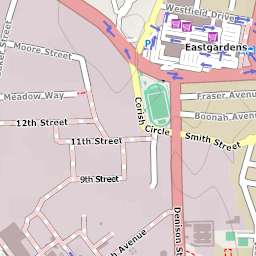 Westfield Drive
P
Eastgardens
Moore Street
Meadow Way
Fraser Avenue
Boonah Avenue
12th Street
Corish Circle
11th Street
Smith Street
9th Street
Denison St
Avenue